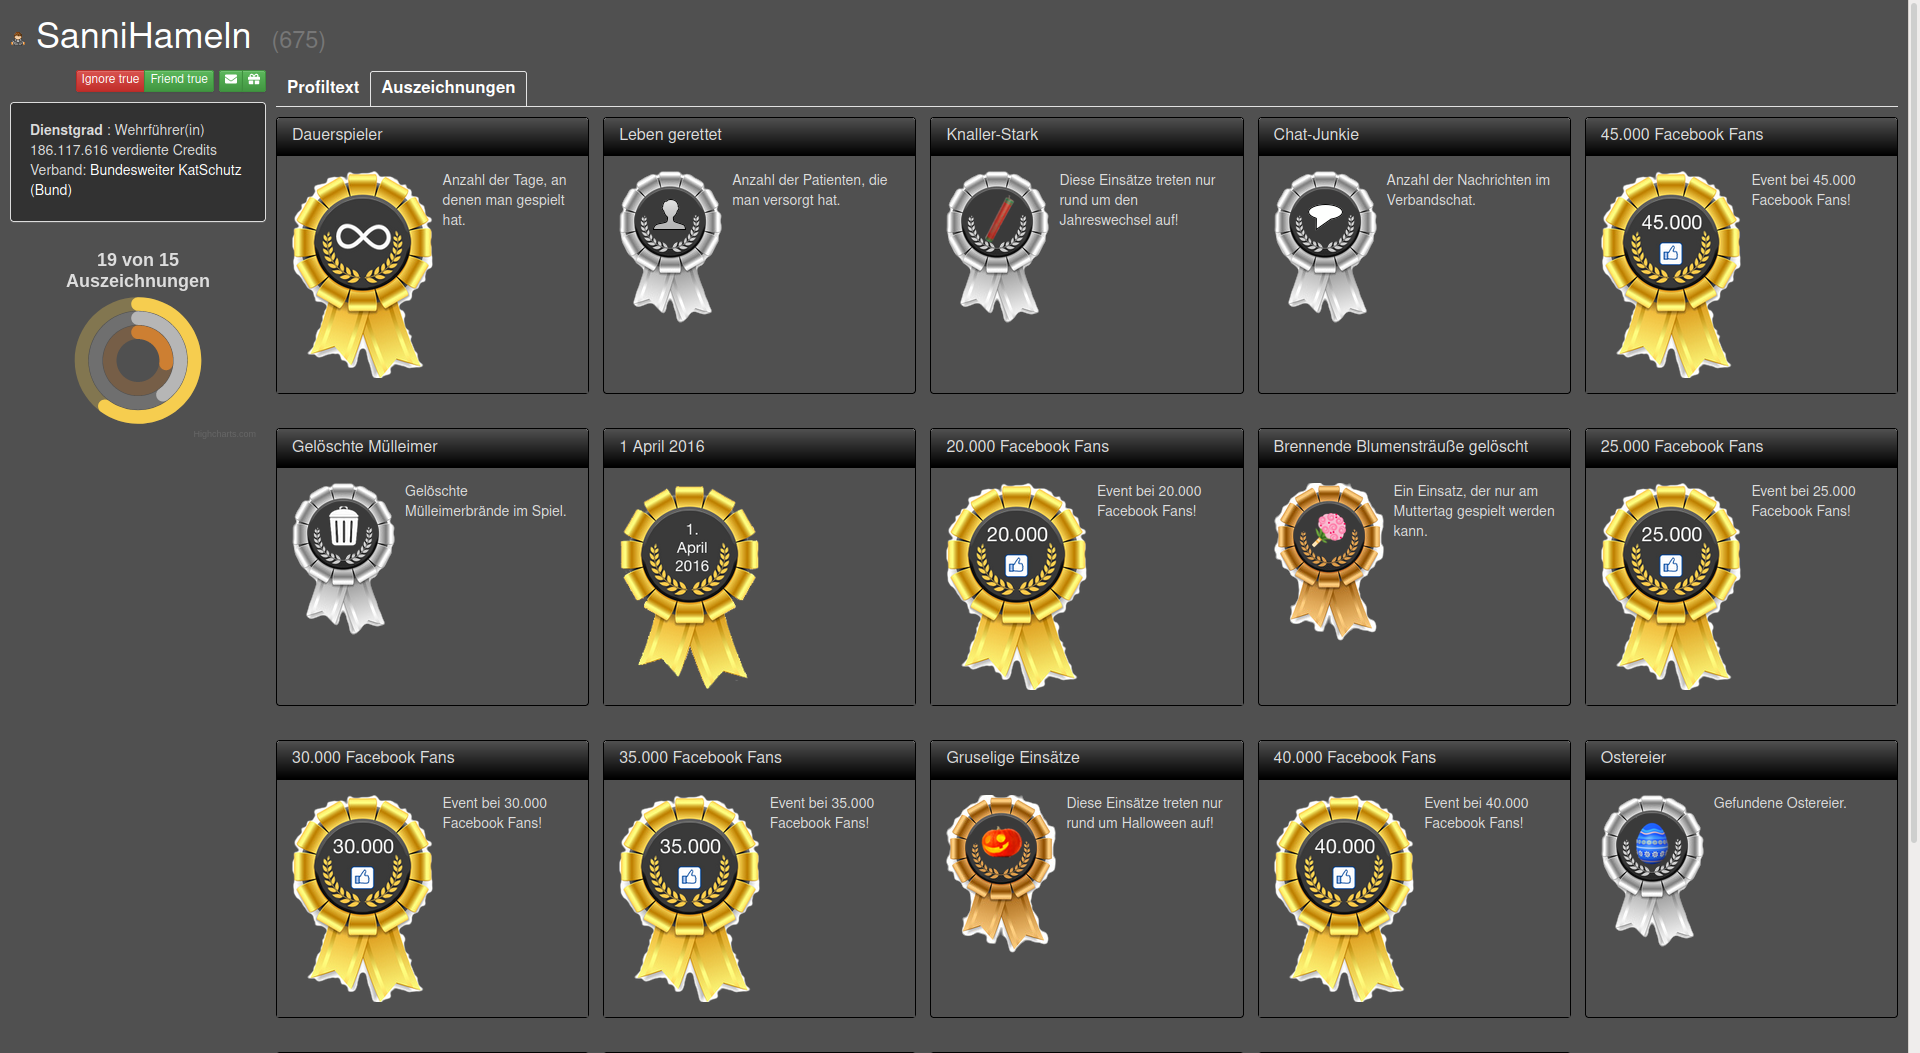 SanniHameln (675)
Ignore true Friend true
Profiltext Auszeichnungen
Dienstgrad : Wehrführer(in)
186.117.616 verdiente Credits
Verband: Bundesweiter KatSchutz
(Bund)
19 von 15
Auszeichnungen
Highcharts.com
Dauerspieler
Anzahl der Tage, an
denen man gespielt
hat.
Leben gerettet
Anzahl der Patienten, die
man versorgt hat.
Knaller-Stark
Diese Einsätze treten nur
rund um den
Jahreswechsel auf!
Chat-Junkie
Anzahl der Nachrichten im
Verbandschat.
45.000 Facebook Fans
45.000
Event bei 45.000
Facebook Fans!
Gelöschte Mülleimer
Gelöschte
Mülleimerbrände im Spiel.
1 April 2016
1.
April
2016
20.000 Facebook Fans
20.000
Event bei 20.000
Facebook Fans!
Brennende Blumensträuße gelöscht
Ein Einsatz, der nur am
Muttertag gespielt werden
kann.
25.000 Facebook Fans
25.000
Event bei 25.000
Facebook Fans!
30.000 Facebook Fans
30.000
Event bei 30.000
Facebook Fans!
35.000 Facebook Fans
35.000
Event bei 35.000
Facebook Fans!
Gruselige Einsätze
Diese Einsätze treten nur
rund um Halloween auf!
40.000 Facebook Fans
40.000
Event bei 40.000
Facebook Fans!
Ostereier
Gefundene Ostereier.